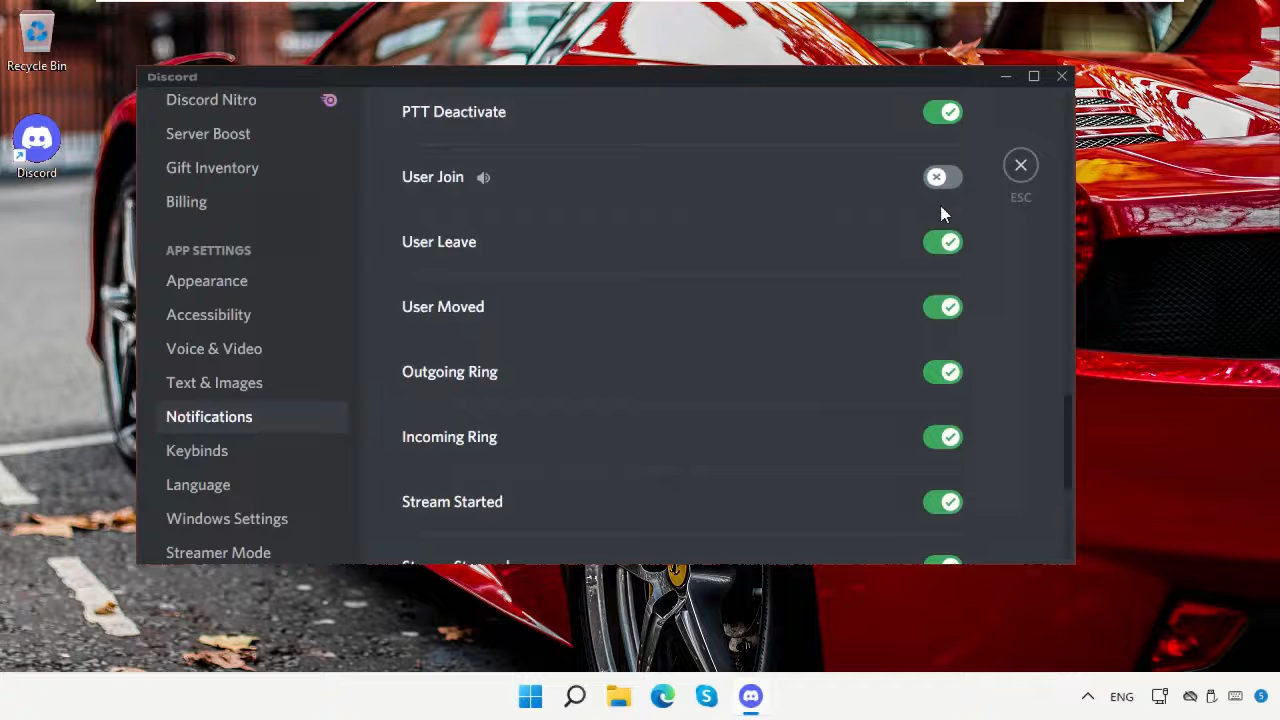 Recycle Bin
Discord
Discord
Discord Nitro
Server Boost
Gift Inventory
Billing
APP SETTINGS
Appearance
Accessibility
Voice & Video
Text & Images
Notifications
Keybinds
Language
Windows Settings
Streamer Mode
PTT Deactivate
User Join
User Leave
User Moved
Outgoing Ring
Incoming Ring
Stream Started
ESC
ENG
5